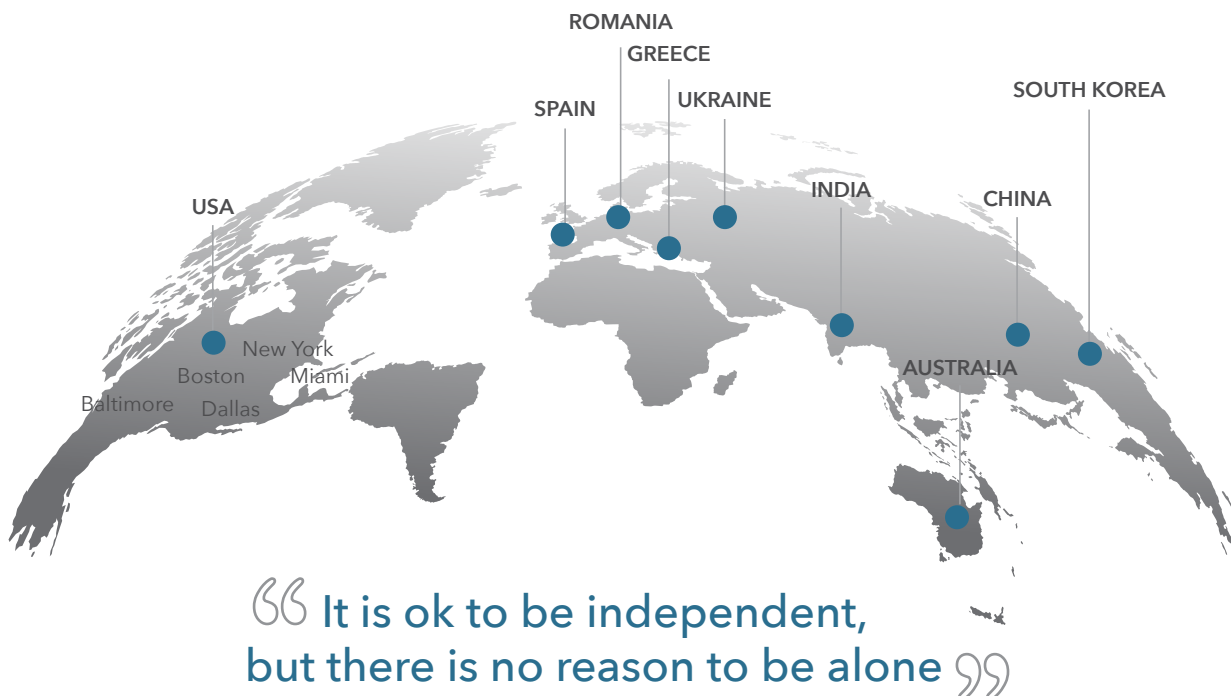 ROMANIA
GREECE
SOUTH KOREA
UKRAINE
SPAIN
INDIA
CHINA
USA
New York
AUSTRALIA
Boston
Miami
Baltimore
Dallas
“ It is ok to be independent,
but there is no reason to be alone ”